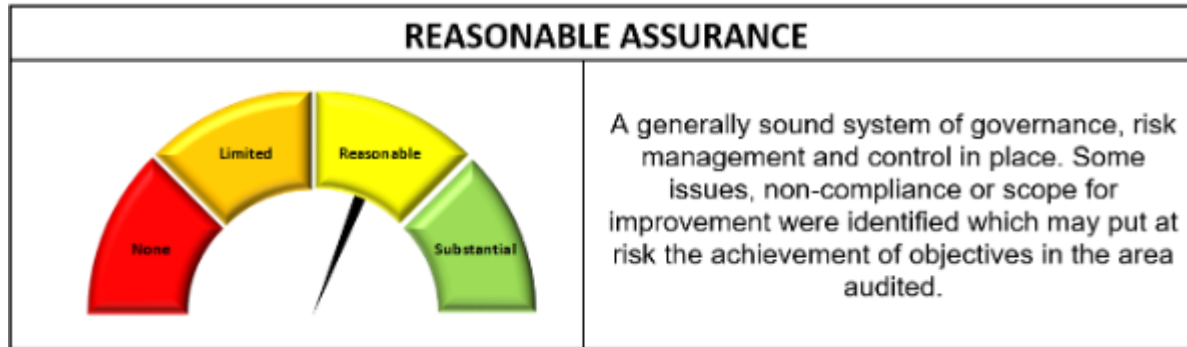 REASONABLE ASSURANCE
Limited
Reasonable
None
Substantial
A generally sound system of governance, risk
management and control in place. Some
issues, non-compliance or scope for
improvement were identified which may put at
risk the achievement of objectives in the area
audited.